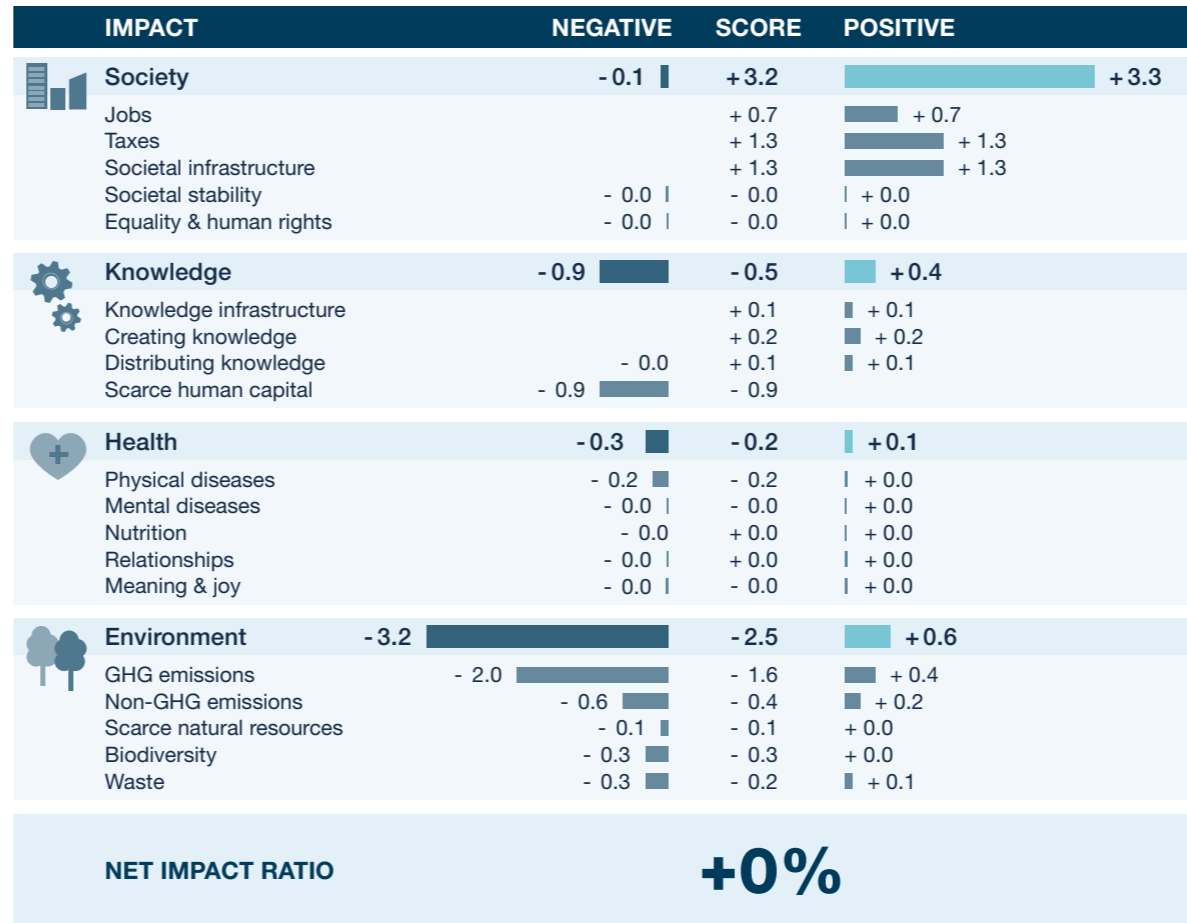 IMPACT NEGATIVE SCORE POSITIVE
Society - 0.1 + 3.2 + 3.3
Jobs + 0.7 + 0.7
Taxes + 1.3 + 1.3
Societal infrastructure + 1.3 + 1.3
Societal stability - 0.0 - 0.0 + 0.0
Equality & human rights - 0.0 - 0.0 + 0.0
Knowledge - 0.9 - 0.5 + 0.4
Knowledge infrastructure + 0.1 + 0.1
Creating knowledge + 0.2 + 0.2
Distributing knowledge - 0.0 + 0.1 + 0.1
Scarce human capital - 0.9 - 0.9
Health - 0.3 - 0.2 + 0.1
Physical diseases - 0.2 - 0.2 + 0.0
Mental diseases - 0.0 - 0.0 + 0.0
Nutrition - 0.0 + 0.0 + 0.0
Relationships - 0.0 + 0.0 + 0.0
Meaning & joy - 0.0 - 0.0 + 0.0
Environment - 3.2 - 2.5 + 0.6
GHG emissions - 2.0 - 1.6 + 0.4
Non-GHG emissions - 0.6 - 0.4 + 0.2
Scarce natural resources - 0.1 - 0.1 + 0.0
Biodiversity - 0.3 - 0.3 + 0.0
Waste - 0.3 - 0.2 + 0.1
NET IMPACT RATIO +0%